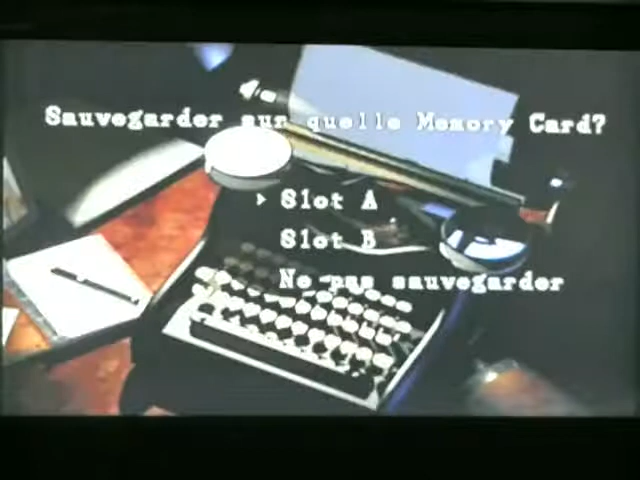 Sauvegarder sur quelle Memory Card?
Slot A
Slot B
Ne pas sauvegarder